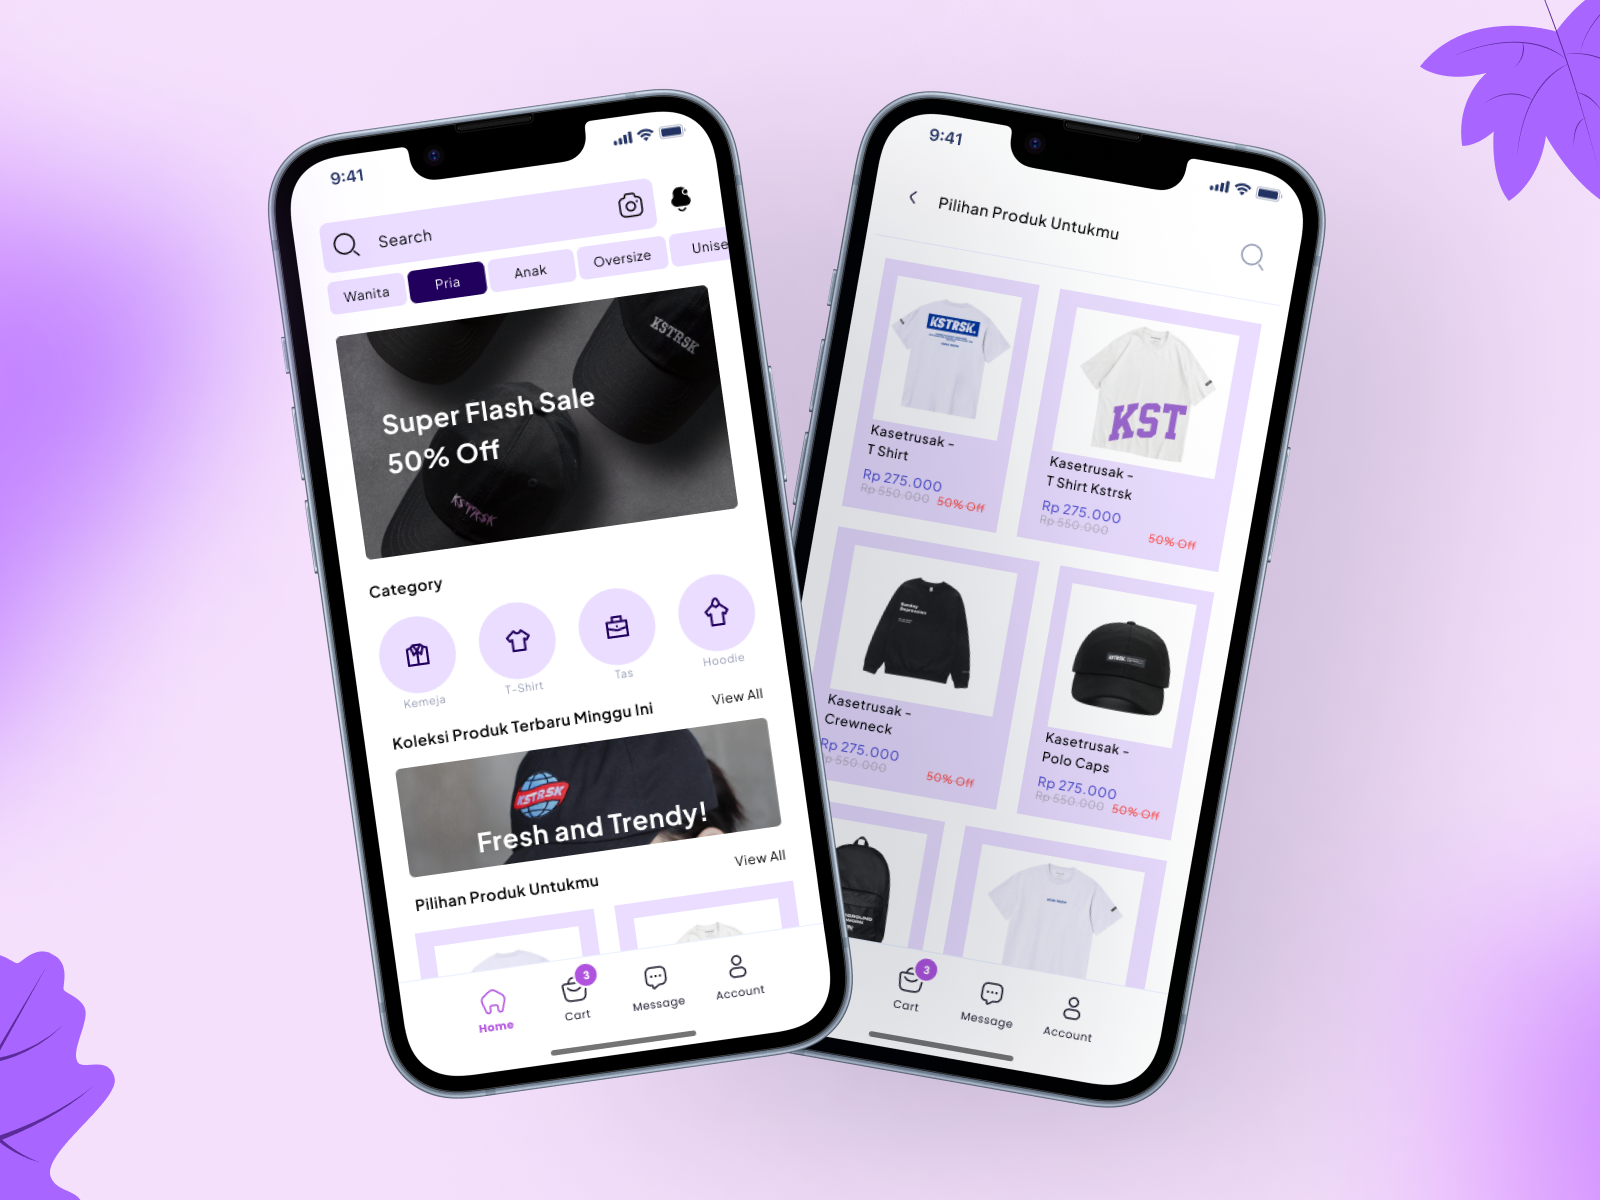 9:41
Search
Wanita
Pria
Anak
Oversize
Unise
KSTRSK
Super Flash Sale
50% Off
KSTRSK
Category
Kemeja
T-Shirt
Tas
Hoodie
Koleksi Produk Terbaru Minggu Ini
View All
KSTRSK
Fresh and Trendy!
Pilihan Produk Untukmu
View All
Home
3
Cart
Message
Account
9:41
Pilihan Produk Untukmu
KSTRSK.
Kasetrusak -
T Shirt
Rp 275.000
Rp 550.000 50% Off
KST
Kasetrusak -
T Shirt Kstrsk
Rp 275.000
Rp 550.000
50% Off
Sunday
Depression
Kasetrusak -
Crewneck
Rp 275.000
p 550.000
50% Off
KSTRSK
Kasetrusak -
Polo Caps
Rp 275.000
Rp 550.000 50% Off
3
Cart
Message
Account